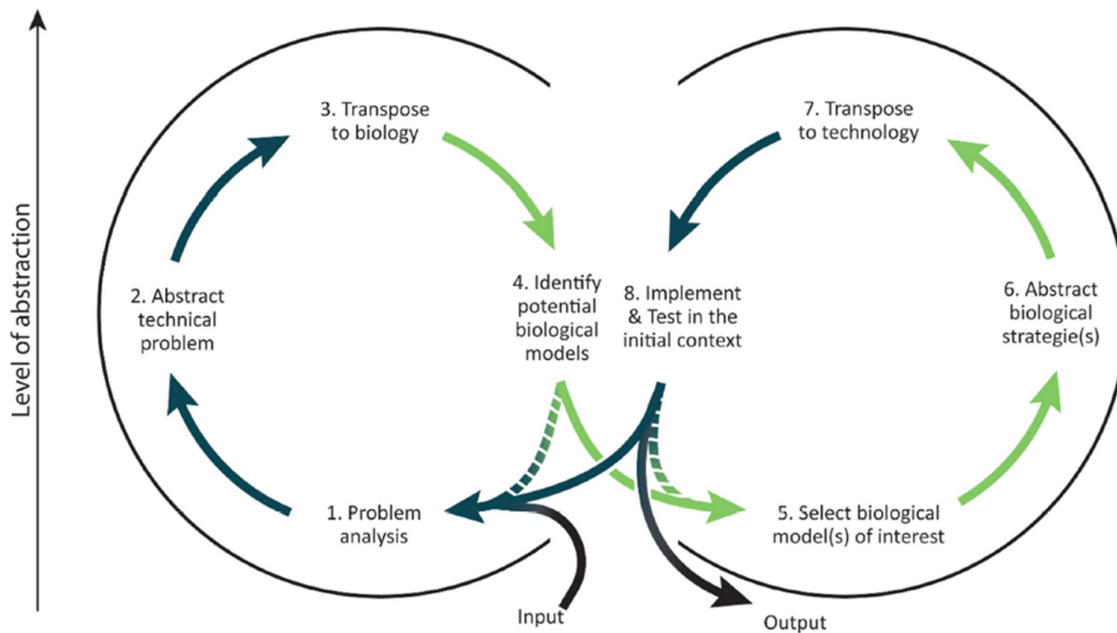 Level of abstraction
3. Transpose
to biology
7. Transpose
to technology
2. Abstract
technical
problem
4. Identify
potential
biological
models
8. Implement
& Test in the
initial context
6. Abstract
biological
strategie(s)
1. Problem
analysis
5. Select biological
model(s) of interest
Input
Output